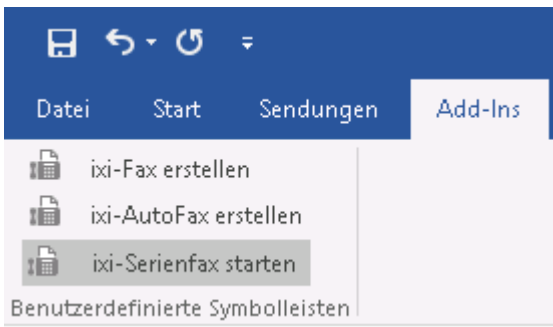 Datei Start Sendungen Add-Ins
ixi-Fax erstellen
ixi-AutoFax erstellen
ixi-Serienfax starten
Benutzerdefinierte Symbolleisten